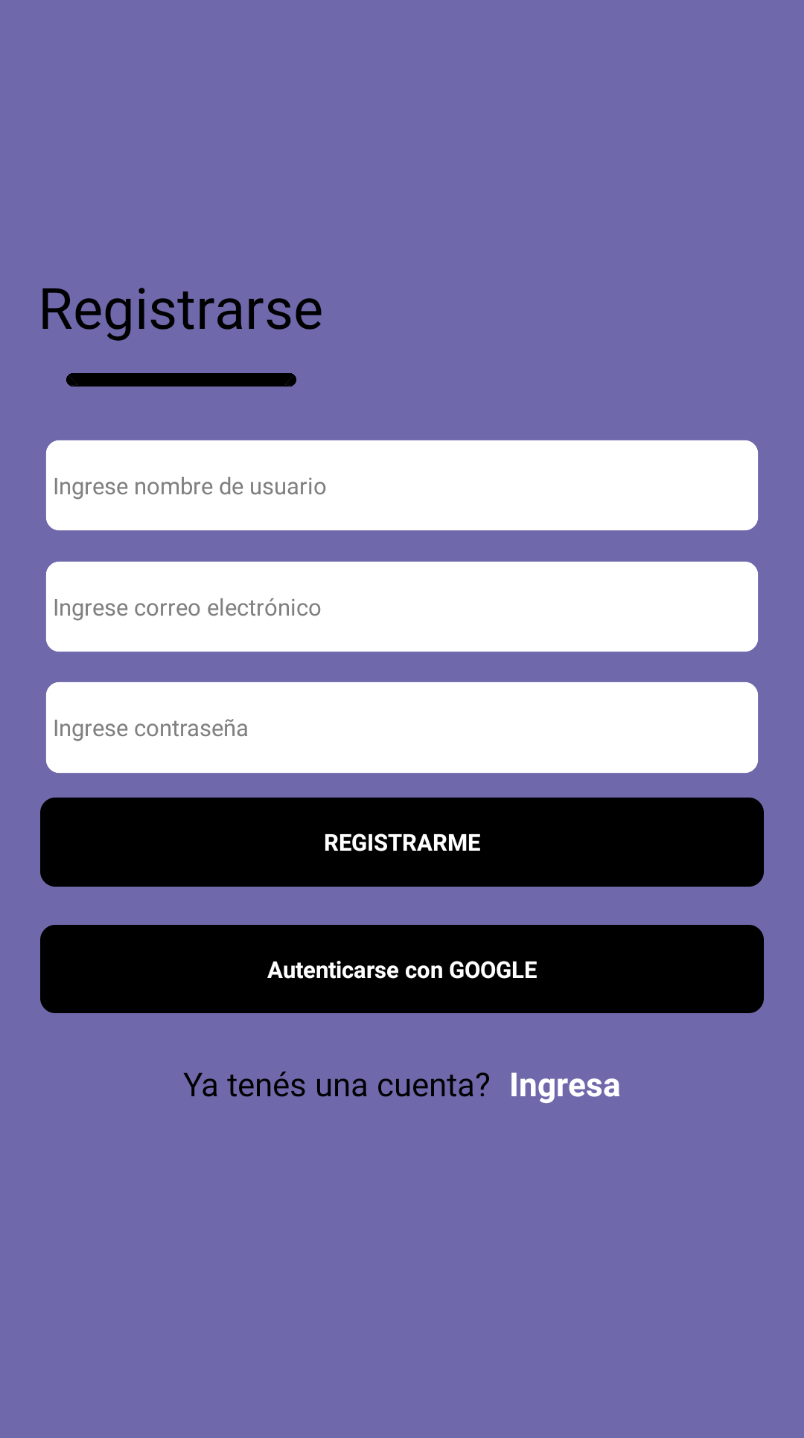 Registrarse
Ingrese nombre de usuario
Ingrese correo electrónico
Ingrese contraseña
REGISTRARME
Autenticarse con GOOGLE
Ya tenés una cuenta? Ingresa